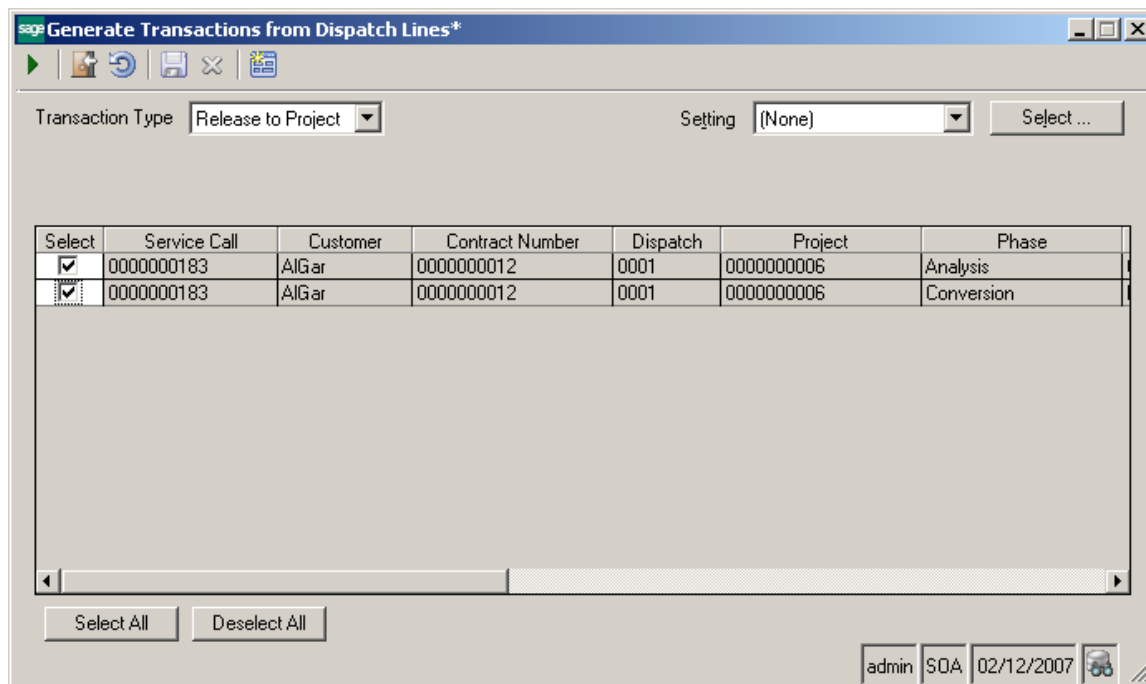 sage Generate Transactions from Dispatch Lines*
Transaction Type Release to Project Setting (None) Select ...
Select Service Call Customer Contract Number Dispatch Project Phase
0000000183 AlGar 0000000012 0001 0000000006 Analysis
0000000183 AlGar 0000000012 0001 0000000006 Conversion
Select All Deselect All
admin SOA 02/12/2007